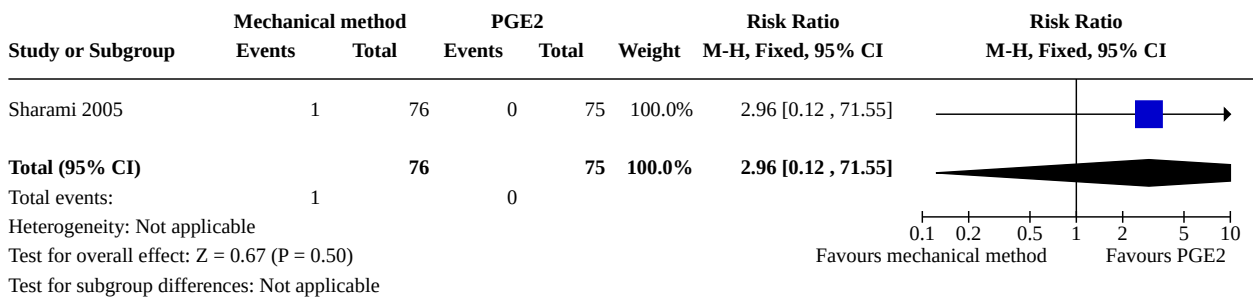 Mechanical method PGE2 Risk Ratio Risk Ratio
Study or Subgroup Events Total Events Total Weight M-H, Fixed, 95% CI M-H, Fixed, 95% CI
Sharami 2005 1 76 0 75 100.0% 2.96 [0.12 , 71.55]
Total (95% CI) 76 75 100.0% 2.96 [0.12 , 71.55]
Total events: 1 0
Heterogeneity: Not applicable
0.1 0.2 0.5 1 2 5 10
Test for overall effect: Z = 0.67 (P = 0.50) Favours mechanical method Favours PGE2
Test for subgroup differences: Not applicable